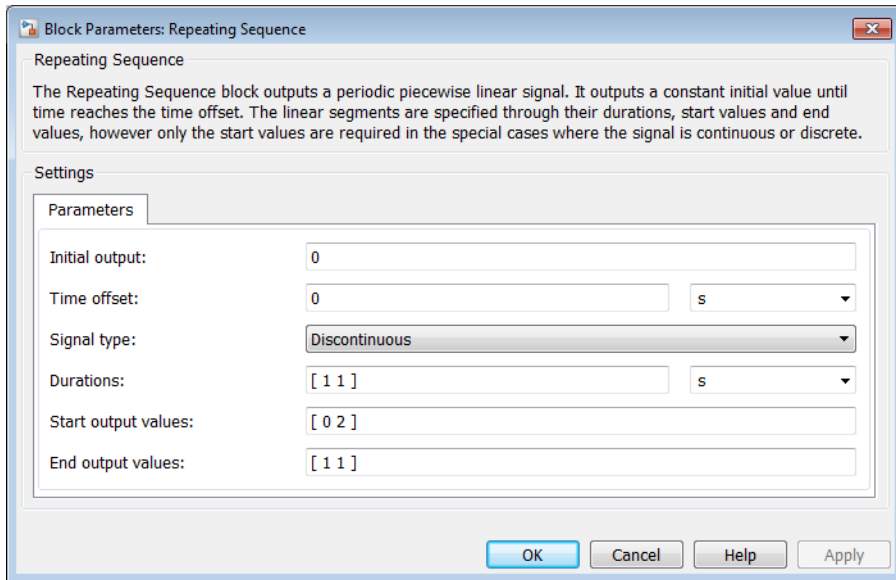 Block Parameters: Repeating Sequence
Repeating Sequence
The Repeating Sequence block outputs a periodic piecewise linear signal. It outputs a constant initial value until
time reaches the time offset. The linear segments are specified through their durations, start values and end
values, however only the start values are required in the special cases where the signal is continuous or discrete.
Settings
Parameters
Initial output: 0
Time offset: 0 s
Signal type: Discontinuous
Durations: [ 1 1 ] s
Start output values: [ 0 2 ]
End output values: [ 1 1 ]
OK Cancel Help Apply